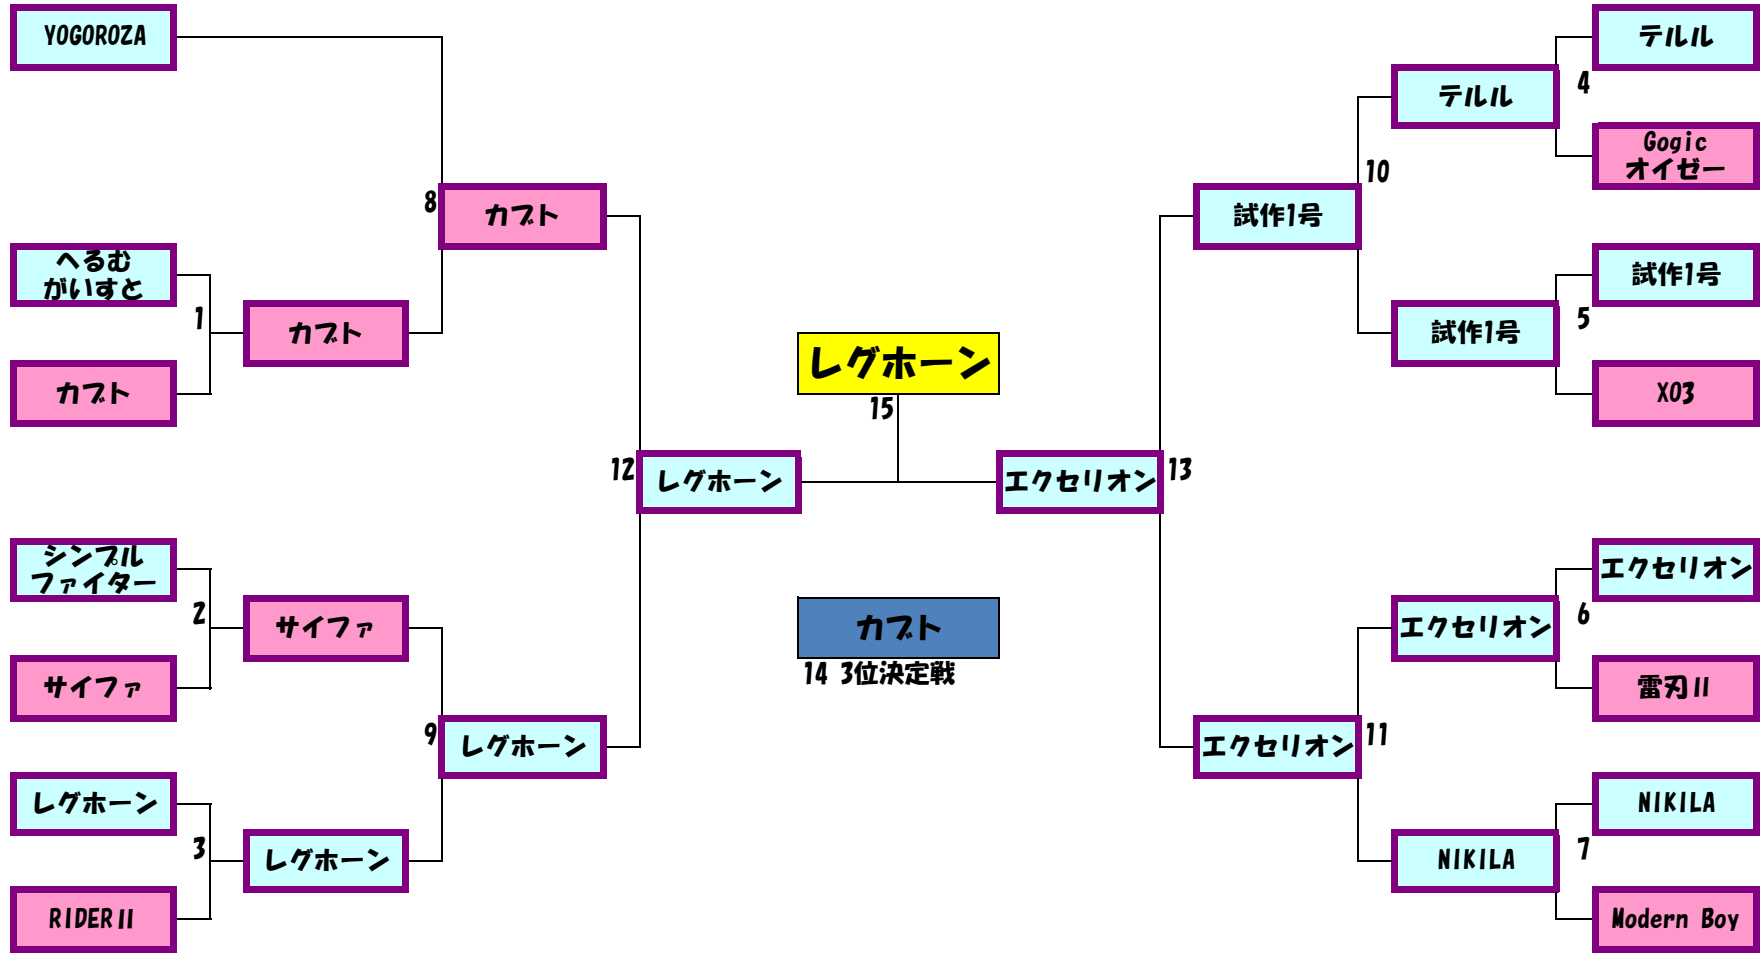 YOGOROZA
テルル
4
テルル
Gogic
オイゼー
8
カブト
10
試作1号
へるむ
がいすと
1
カブト
カブト
試作1号
5
試作1号
XO3
レグホーン
15
12
レグホーン
エクセリオン
13
シンプル
ファイター
2
サイファ
サイファ
カブト
14 3位決定戦
エクセリオン
6
エクセリオン
雷刃II
9
レグホーン
エクセリオン
11
レグホーン
3
レグホーン
RIDERII
NIKILA
7
NIKILA
Modern Boy